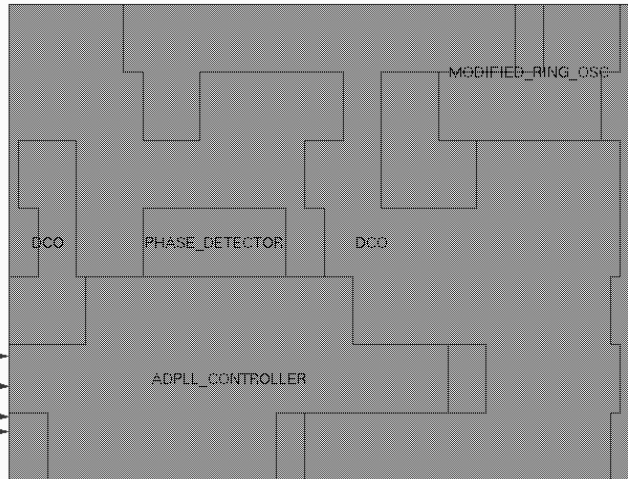 MODIFIED_RING_OSC
DCO PHASE_DETECTOR DCO
ADPLL_CONTROLLER